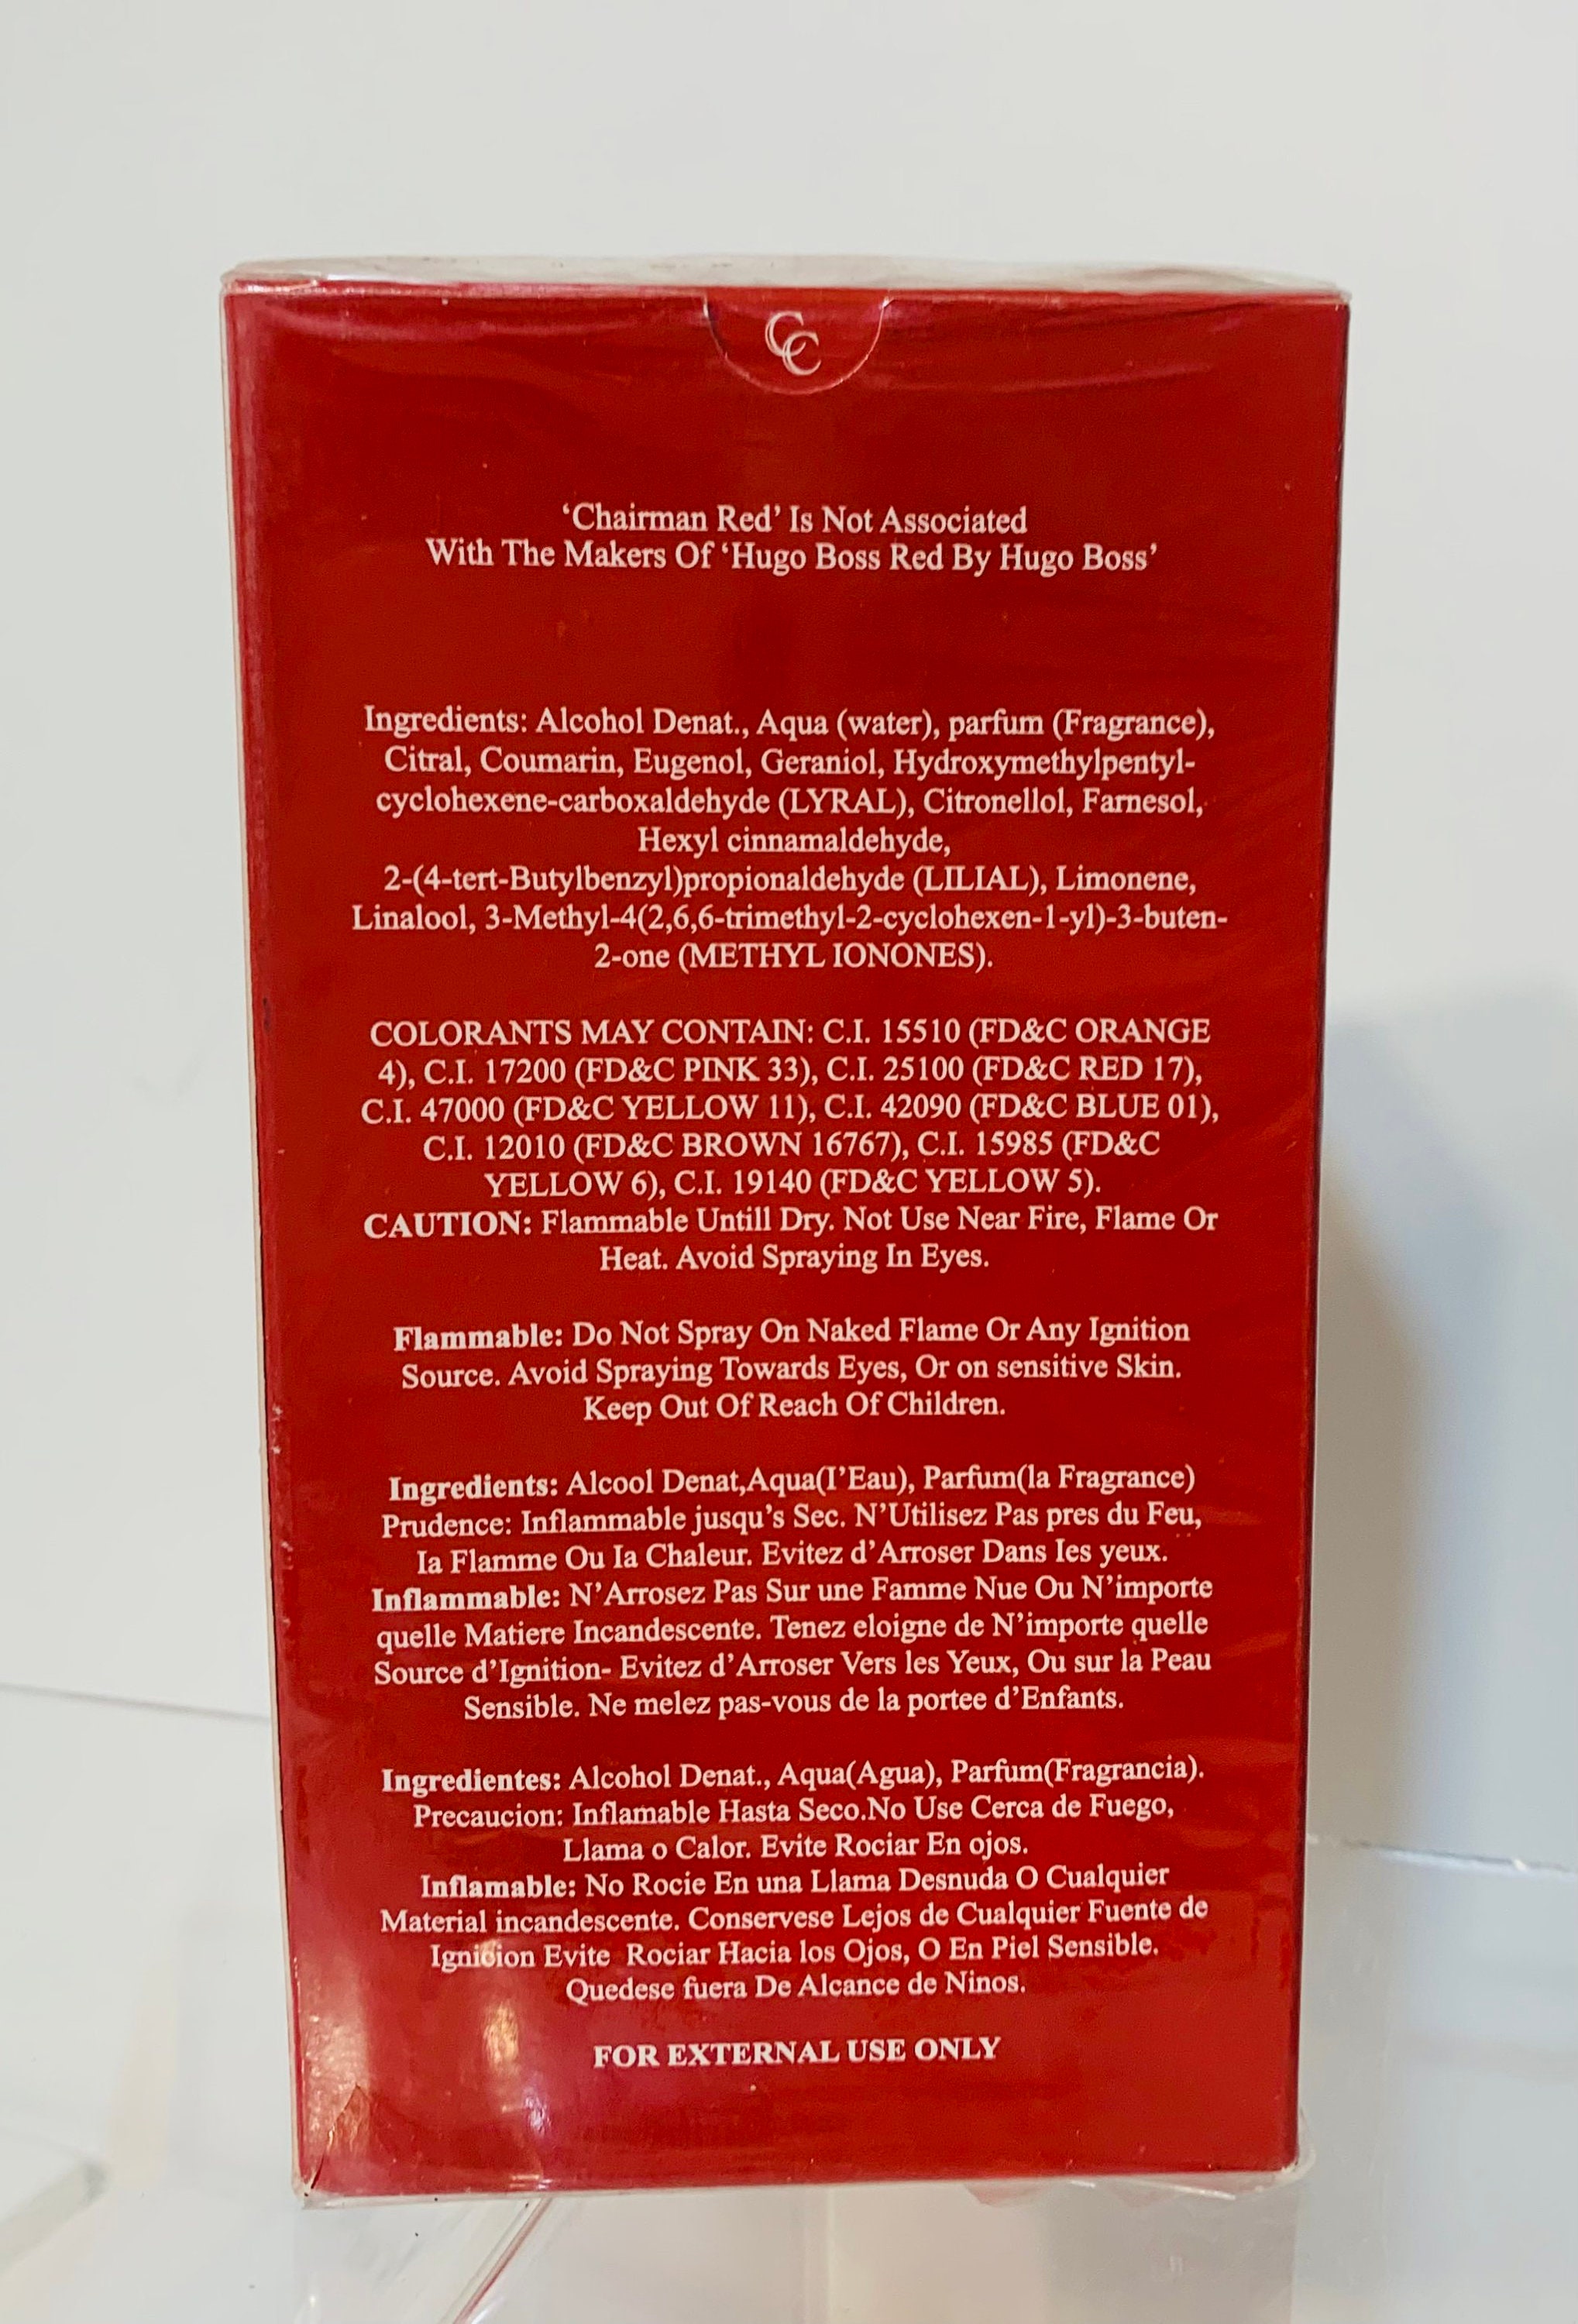 CC
‘Chairman Red’ Is Not Associated
With The Makers Of ‘Hugo Boss Red By Hugo Boss’
Ingredients: Alcohol Denat., Aqua (water), parfum (Fragrance),
Citral, Coumarin, Eugenol, Geraniol, Hydroxymethylpentyl-
cyclohexene-carboxaldehyde (LYRAL), Citronellol, Farnesol,
Hexyl cinnamaldehyde,
2-(4-tert-Butylbenzyl)propionaldehyde (LILIAL), Limonene,
Linalool, 3-Methyl-4(2,6,6-trimethyl-2-cyclohexen-1-yl)-3-buten-
2-one (METHYL IONONES).
COLORANTS MAY CONTAIN: C.I. 15510 (FD&C ORANGE
4), C.I. 17200 (FD&C PINK 33), C.I. 25100 (FD&C RED 17),
C.I. 47000 (FD&C YELLOW 11), C.I. 42090 (FD&C BLUE 01),
C.I. 12010 (FD&C BROWN 16767), C.I. 15985 (FD&C
YELLOW 6), C.I. 19140 (FD&C YELLOW 5).
CAUTION: Flammable Untill Dry. Not Use Near Fire, Flame Or
Heat. Avoid Spraying In Eyes.
Flammable: Do Not Spray On Naked Flame Or Any Ignition
Source. Avoid Spraying Towards Eyes, Or on sensitive Skin.
Keep Out Of Reach Of Children.
Ingredients: Alcool Denat,Aqua(I’Eau), Parfum(la Fragrance)
Prudence: Inflammable jusqu’s Sec. N’Utilisez Pas pres du Feu,
Ia Flamme Ou Ia Chaleur. Evitez d’Arroser Dans Ies yeux.
Inflammable: N’Arrosez Pas Sur une Famme Nue Ou N’importe
quelle Matiere Incandescente. Tenez eloigne de N’importe quelle
Source d’Ignition- Evitez d’Arroser Vers les Yeux, Ou sur la Peau
Sensible. Ne melez pas-vous de la portee d’Enfants.
Ingredientes: Alcohol Denat., Aqua(Agua), Parfum(Fragrancia).
Precaucion: Inflamable Hasta Seco.No Use Cerca de Fuego,
Llama o Calor. Evite Rociar En ojos.
Inflamable: No Rocie En una Llama Desnuda O Cualquier
Material incandescente. Conservese Lejos de Cualquier Fuente de
Ignicion Evite Rociar Hacia los Ojos, O En Piel Sensible.
Quedese fuera De Alcance de Ninos.
FOR EXTERNAL USE ONLY